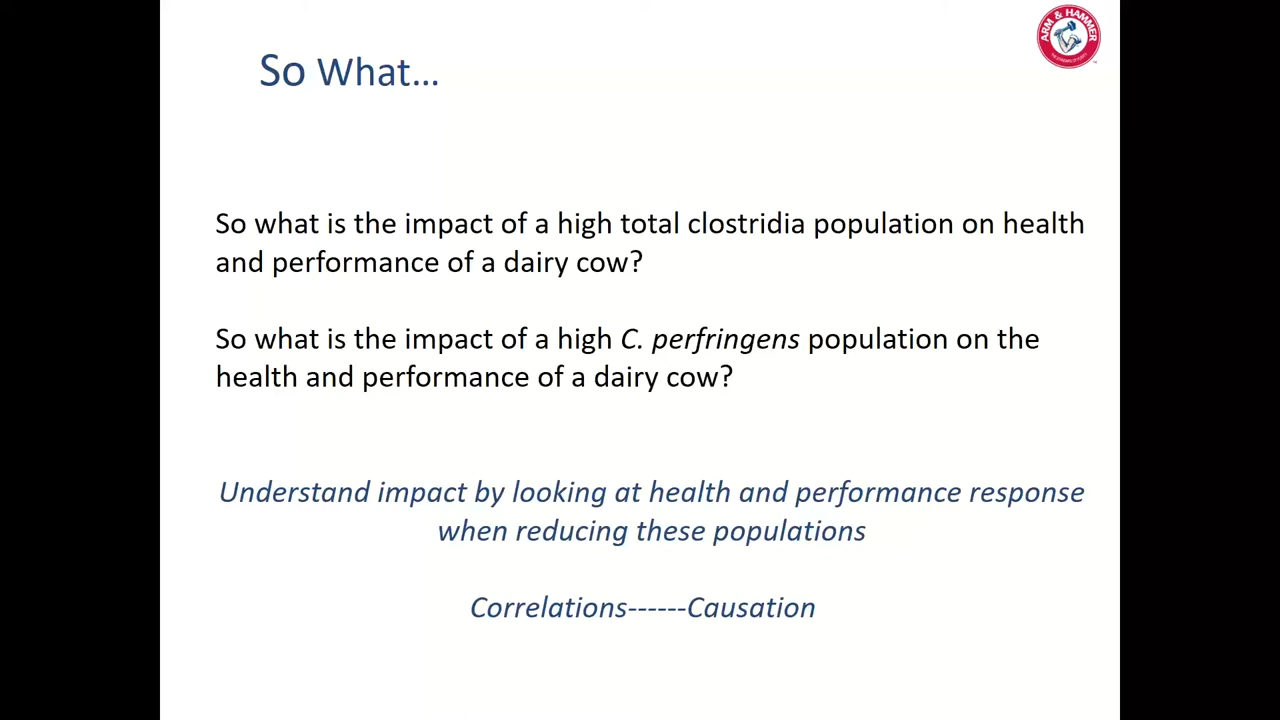 ARM & HAMMER
So What...
So what is the impact of a high total clostridia population on health
and performance of a dairy cow?
So what is the impact of a high C. perfringens population on the
health and performance of a dairy cow?
Understand impact by looking at health and performance response
when reducing these populations
Correlations------Causation